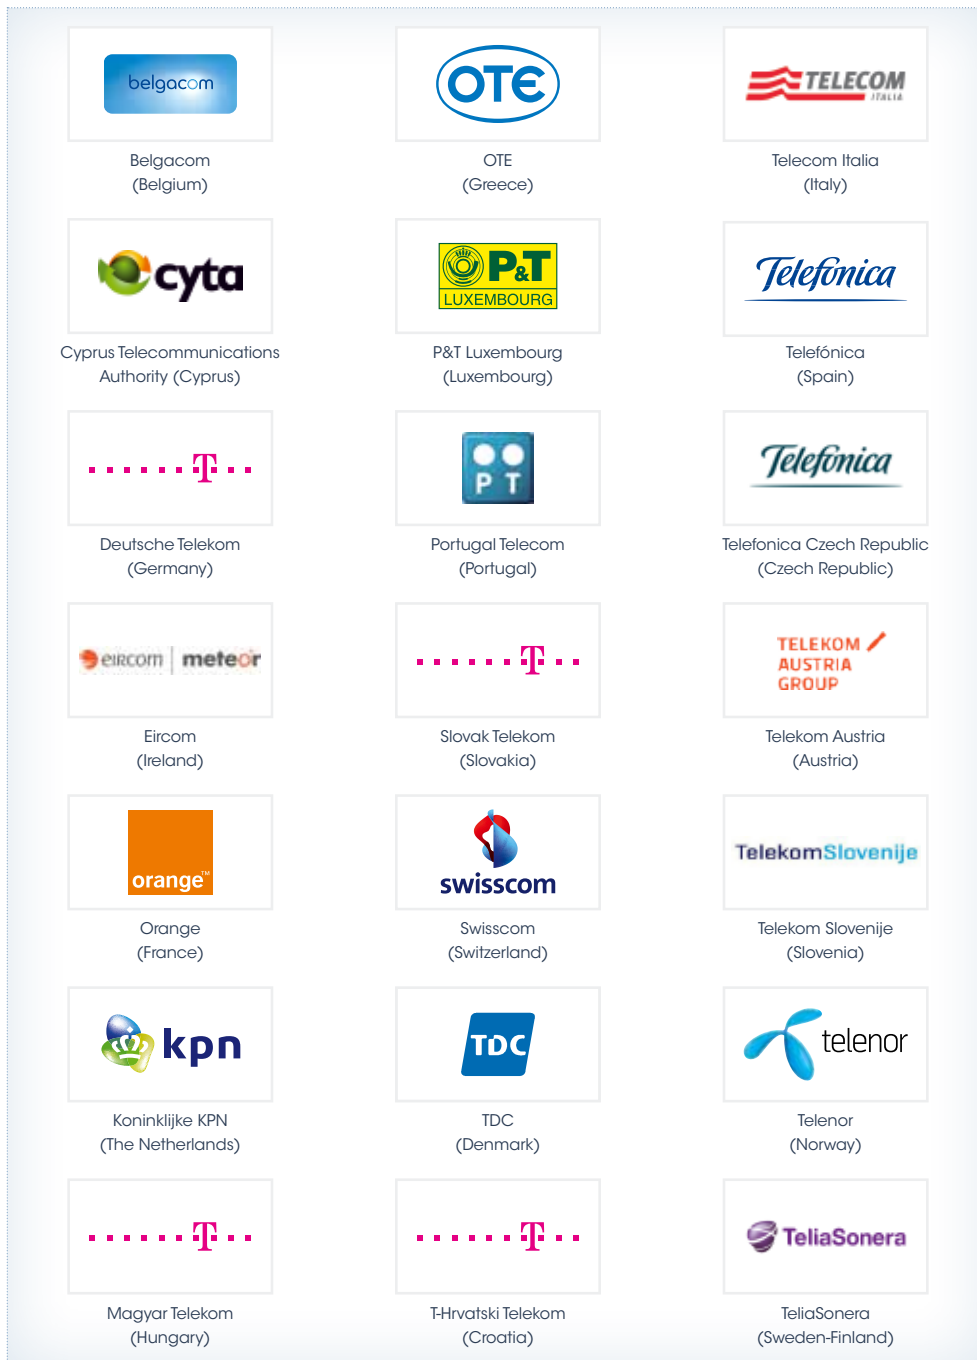 belgacom
Belgacom
(Belgium)
OTE
OTE
(Greece)
TELECOM
ITALIA
Telecom Italia
(Italy)
cyta
Cyprus Telecommunications
Authority (Cyprus)
P&T
LUXEMBOURG
P&T Luxembourg
(Luxembourg)
Telefónica
Telefónica
(Spain)
T
Deutsche Telekom
(Germany)
P T
Portugal Telecom
(Portugal)
Telefónica
Telefonica Czech Republic
(Czech Republic)
eircom | meteor
Eircom
(Ireland)
T
Slovak Telekom
(Slovakia)
TELEKOM
AUSTRIA
GROUP
Telekom Austria
(Austria)
orange™
Orange
(France)
swisscom
Swisscom
(Switzerland)
TelekomSlovenije
Telekom Slovenije
(Slovenia)
kpn
Koninklijke KPN
(The Netherlands)
TDC
TDC
(Denmark)
telenor
Telenor
(Norway)
T
Magyar Telekom
(Hungary)
T
T-Hrvatski Telekom
(Croatia)
TeliaSonera
TeliaSonera
(Sweden-Finland)